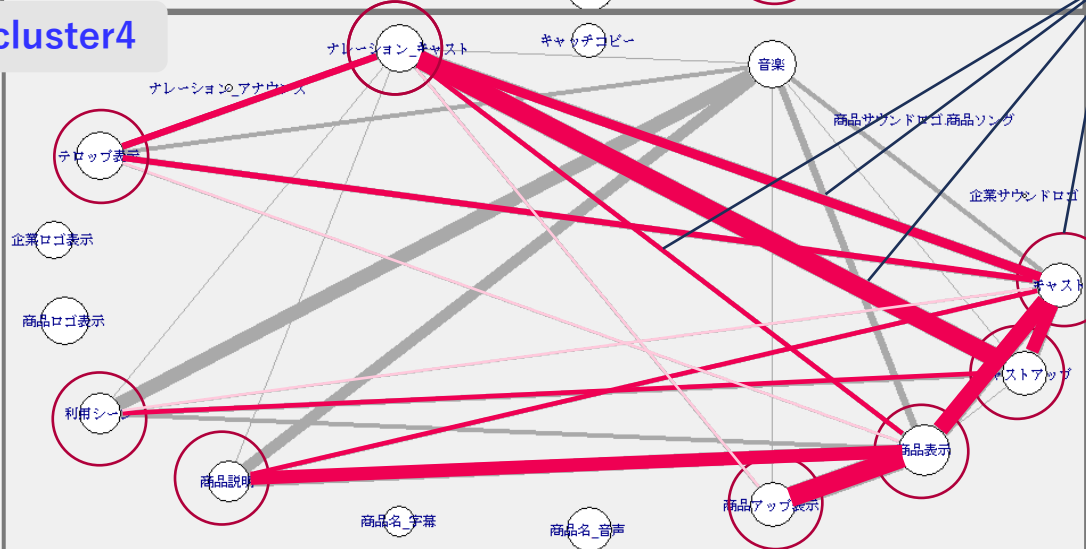 cluster4
ナレーション_キャスト
キャッチコピー
音楽
ナレーション_アナウンス
商品サウンドロゴ,商品ソング
テロップ表示
企業サウンドロゴ
企業ロゴ表示
キャスト
商品ロゴ表示
ストアップ
利用シーン
商品表示
商品説明
商品アップ表示
商品名_字幕
商品名_音声